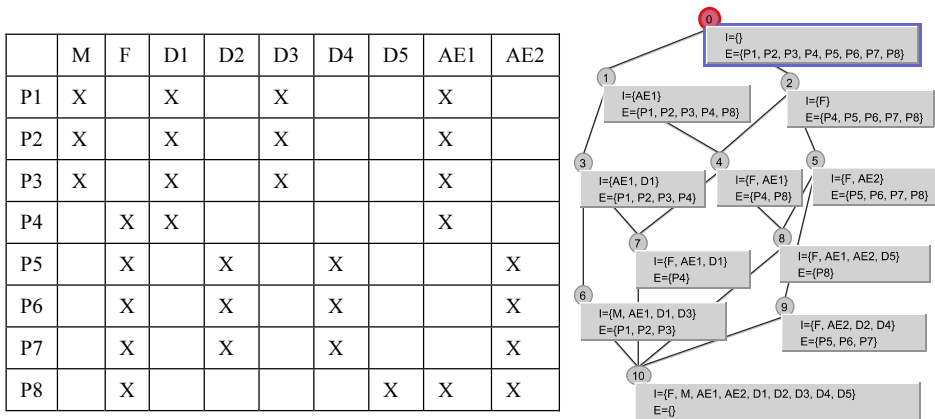 M F D1 D2 D3 D4 D5 AE1 AE2
P1 X X X X
P2 X X X X
P3 X X X X
P4 X X X
P5 X X X X
P6 X X X X
P7 X X X X
P8 X X X X
0
I={}
E={P1, P2, P3, P4, P5, P6, P7, P8}
1
I={AE1}
E={P1, P2, P3, P4, P8}
2
I={F}
E={P4, P5, P6, P7, P8}
3
I={AE1, D1}
E={P1, P2, P3, P4}
4
I={F, AE1}
E={P4, P8}
5
I={F, AE2}
E={P5, P6, P7, P8}
7
I={F, AE1, D1}
E={P4}
8
I={F, AE1, AE2, D5}
E={P8}
6
I={M, AE1, D1, D3}
E={P1, P2, P3}
9
I={F, AE2, D2, D4}
E={P5, P6, P7}
10
I={F, M, AE1, AE2, D1, D2, D3, D4, D5}
E={}